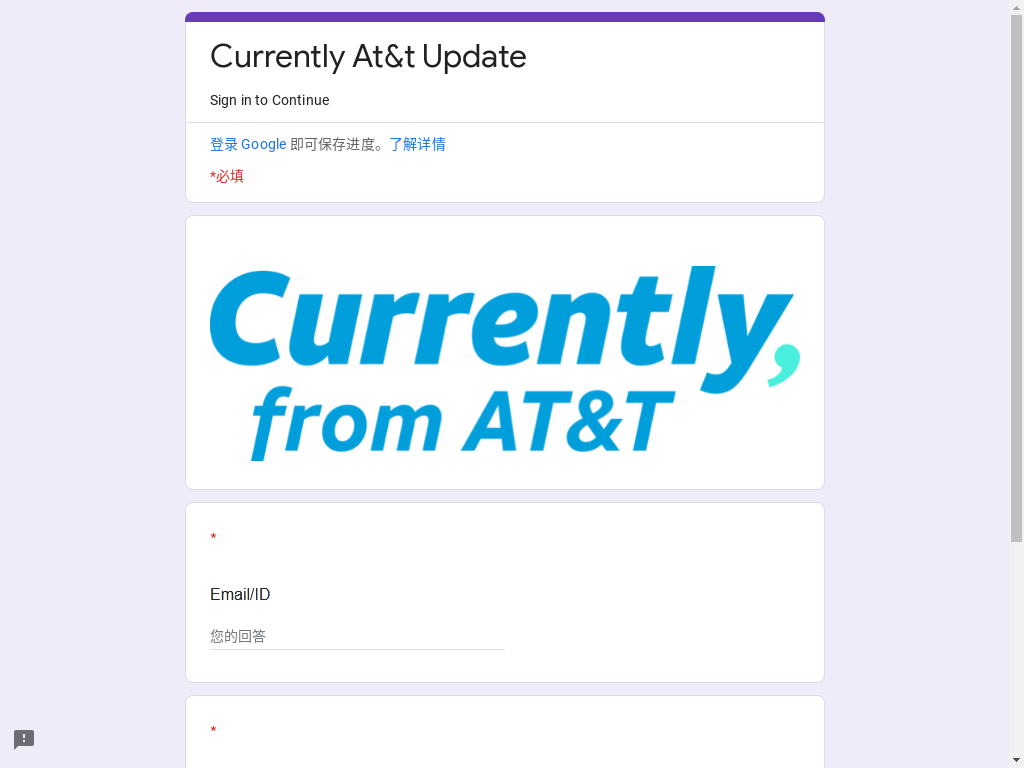 Currently At&t Update
Sign in to Continue
登录 Google 即可保存进度。了解详情
*必填
Currently,
from AT&T
*
Email/ID
您的回答
*